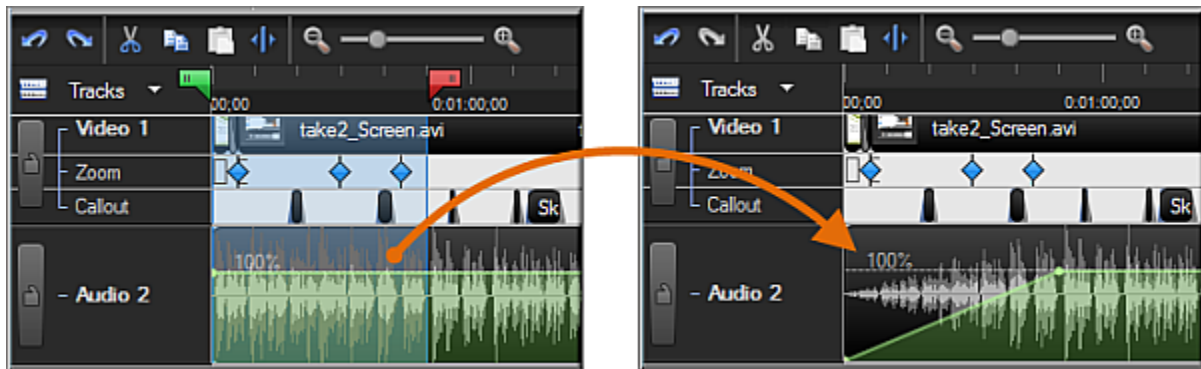 Tracks
00;00 0:01:00;00
Video 1
take2_Screen.avi
Zoom
Callout
Sk
100%
Audio 2
Tracks
00;00 0:01:00;00
Video 1
take2_Screen.avi
Zoom
Callout
Sk
100%
Audio 2